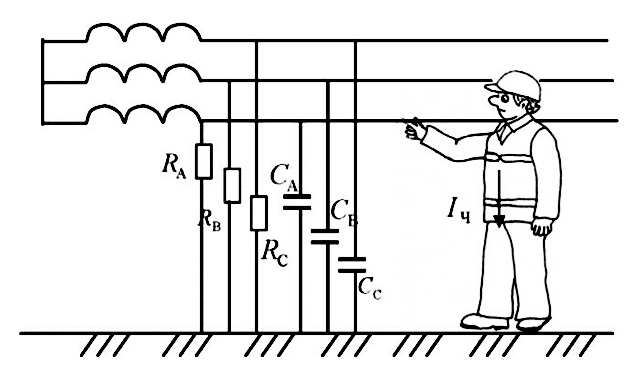 R_A
R_B
R_C
C_A
C_B
C_C
I_ч